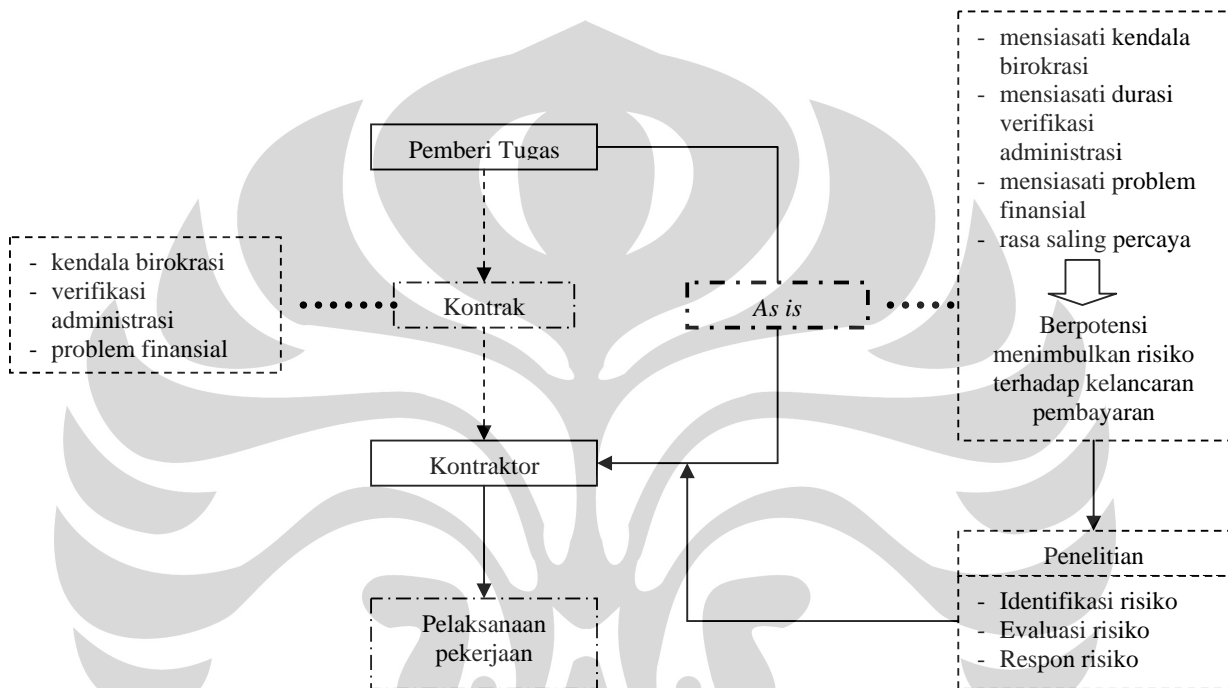 Pemberi Tugas
- kendala birokrasi
- verifikasi
administrasi
- problem finansial
Kontrak
As is
- mensiasati kendala
birokrasi
- mensiasati durasi
verifikasi
administrasi
- mensiasati problem
finansial
- rasa saling percaya
Berpotensi
menimbulkan risiko
terhadap kelancaran
pembayaran
Kontraktor
Pelaksanaan
pekerjaan
Penelitian
- Identifikasi risiko
- Evaluasi risiko
- Respon risiko